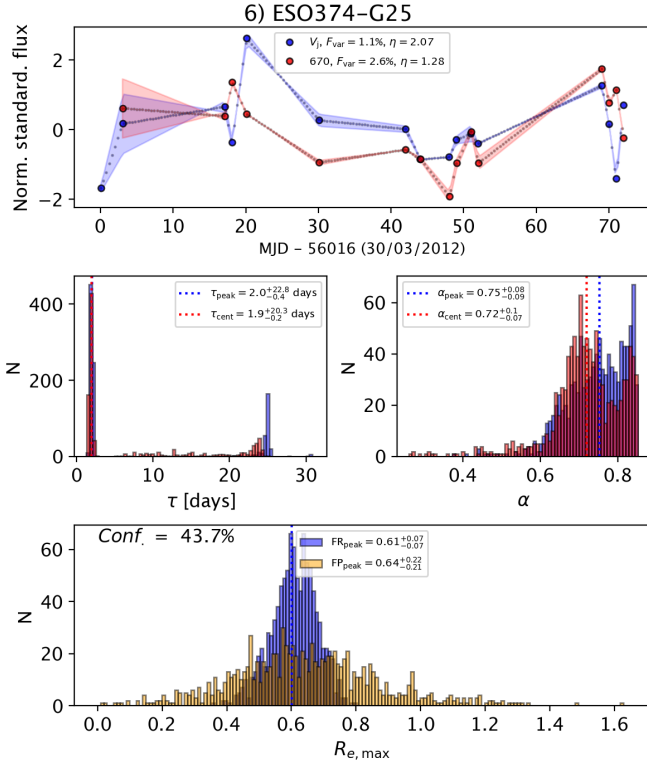 6) ESO374-G25
Norm. standard. flux
2
0
−2
V_J, F_var = 1.1%, η = 2.07
670, F_var = 2.6%, η = 1.28
0 10 20 30 40 50 60 70
MJD − 56016 (30/03/2012)
N
400
200
0
τ_peak = 2.0^{+22.8}_{−0.4} days
τ_cent = 1.9^{+20.3}_{−0.2} days
0 10 20 30
τ [days]
N
60
40
20
0
α_peak = 0.75^{+0.08}_{−0.09}
α_cent = 0.72^{+0.1}_{−0.07}
0.4 0.6 0.8
α
Conf. = 43.7%
N
60
40
20
0
FR_peak = 0.61^{+0.07}_{−0.07}
FP_peak = 0.64^{+0.22}_{−0.21}
0.0 0.2 0.4 0.6 0.8 1.0 1.2 1.4 1.6
R_{e, max}